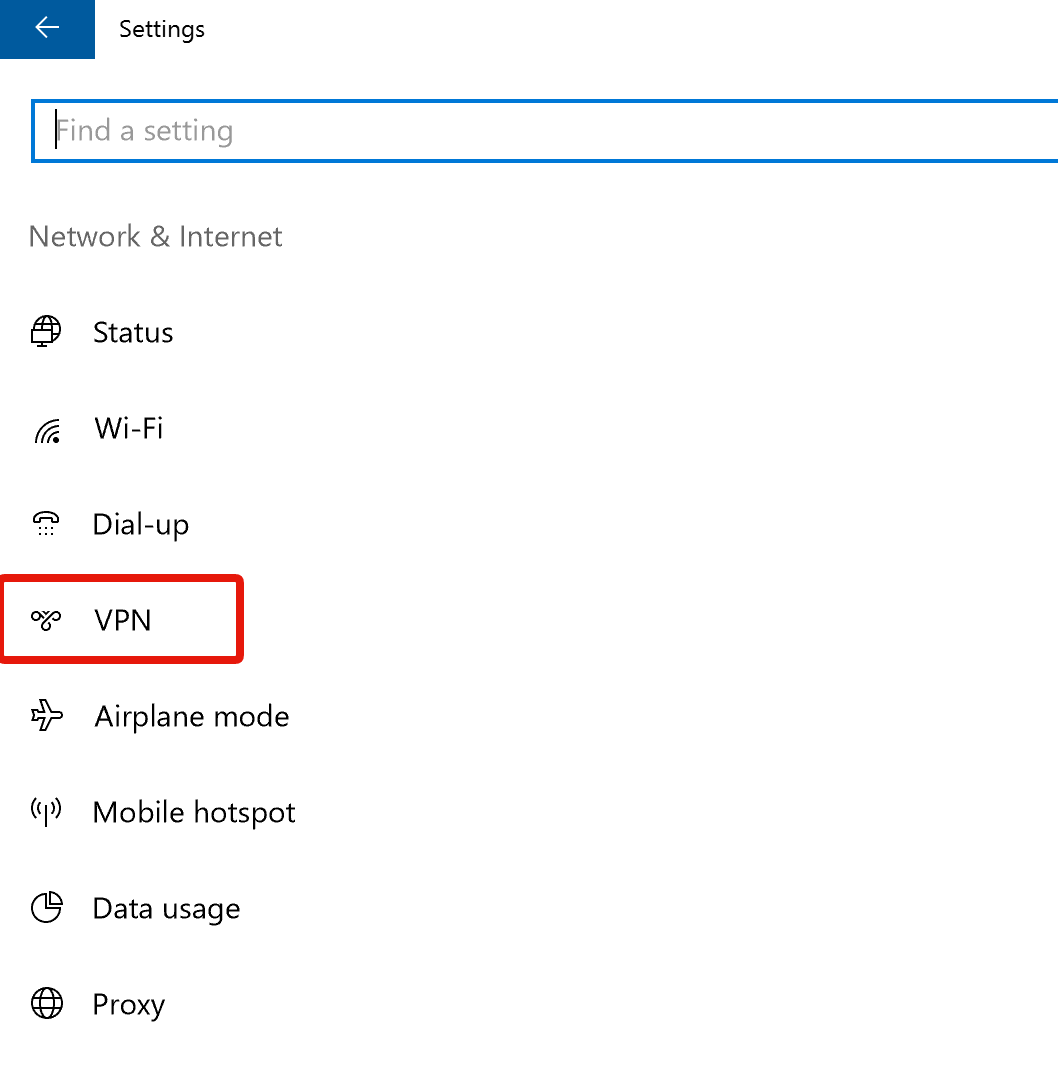 Settings
Find a setting
Network & Internet
Status
Wi-Fi
Dial-up
VPN
Airplane mode
Mobile hotspot
Data usage
Proxy